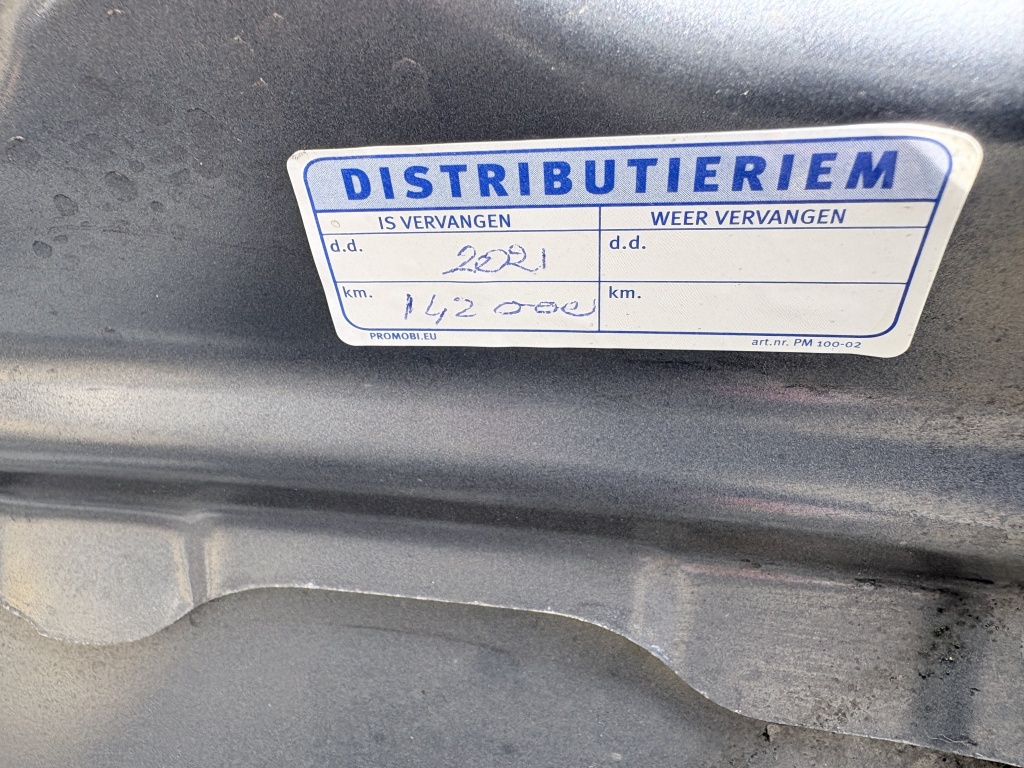 DISTRIBUTIERIEM
IS VERVANGEN WEER VERVANGEN
d.d. 2021 d.d.
km. 142 000 km.
PROMOBI.EU art.nr. PM 100-02